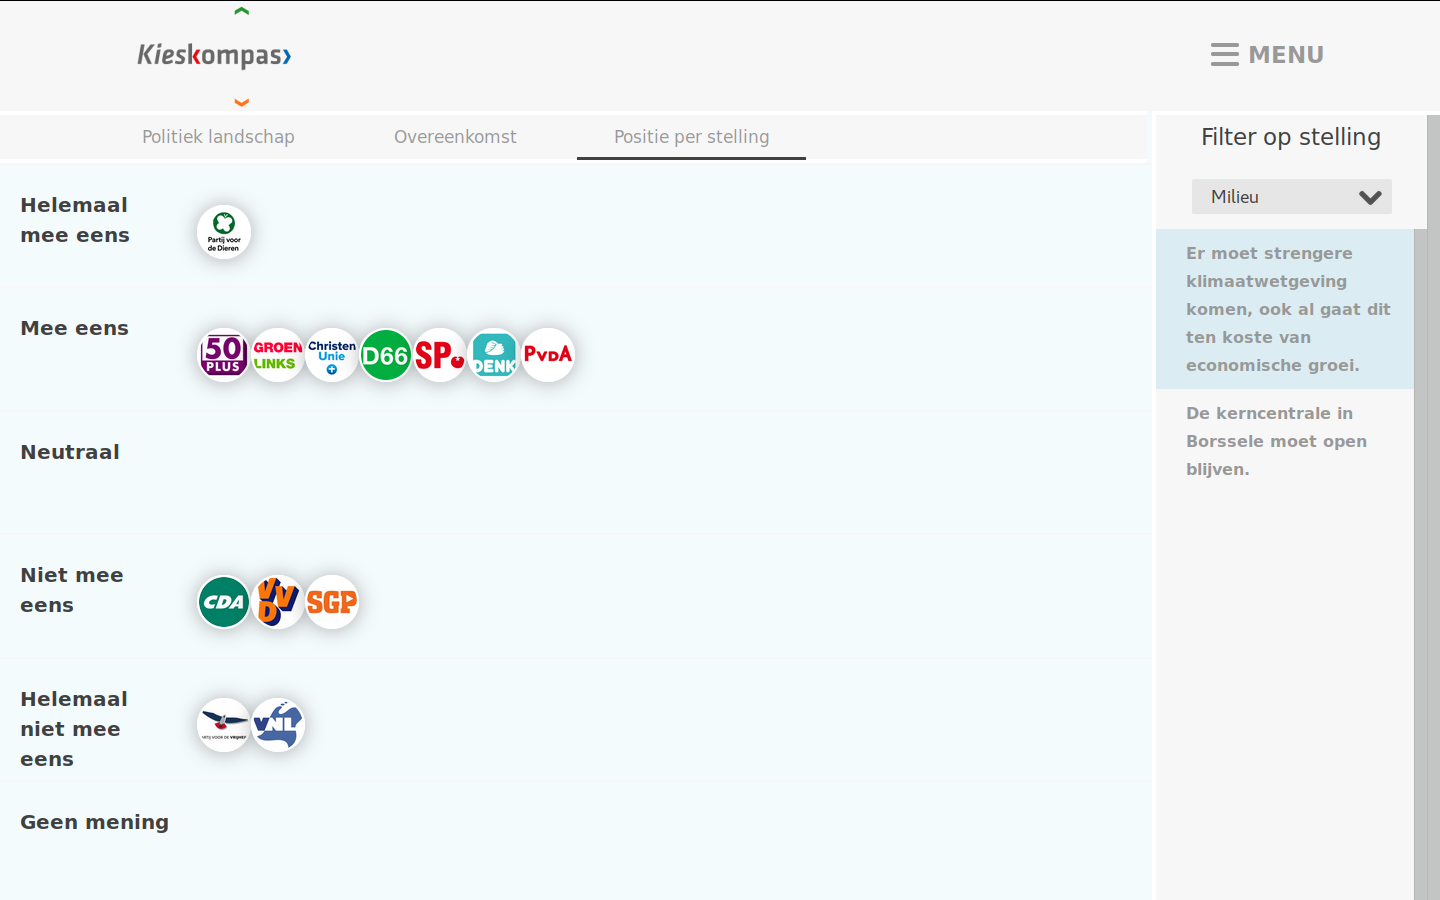 Kieskompas
MENU
Politiek landschap
Overeenkomst
Positie per stelling
Filter op stelling
Milieu
Er moet strengere
klimaatwetgeving
komen, ook al gaat dit
ten koste van
economische groei.
De kerncentrale in
Borssele moet open
blijven.
Helemaal
mee eens
Partij voor
de Dieren
Mee eens
50
PLUS
GROEN
LINKS
Christen
Unie
D66
SP
DENK
PvdA
Neutraal
Niet mee
eens
CDA
VVD
SGP
Helemaal
niet mee
eens
VOOR DE VRIJHEI
VNL
Geen mening